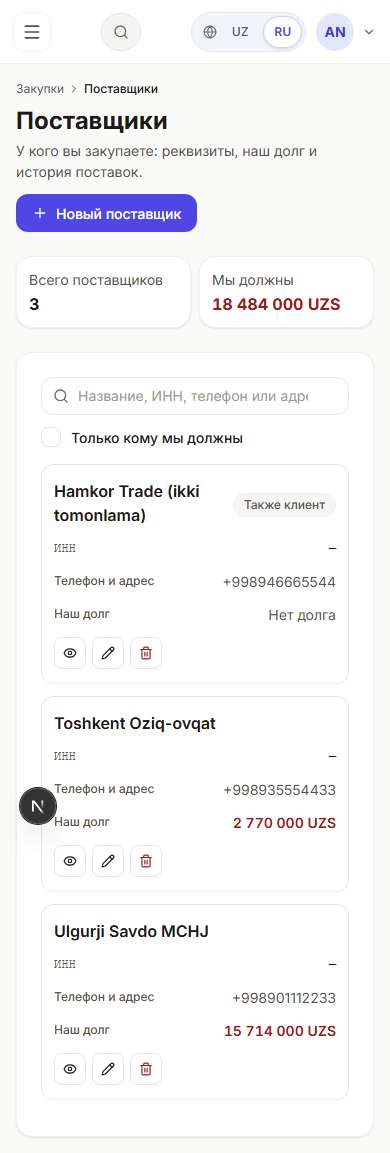 UZ
RU
AN
Закупки > Поставщики
Поставщики
У кого вы закупаете: реквизиты, наш долг и
история поставок.
+ Новый поставщик
Всего поставщиков
3
Мы должны
18 484 000 UZS
Название, ИНН, телефон или адре
Только кому мы должны
Hamkor Trade (ikki
tomonlama)
Также клиент
ИНН –
Телефон и адрес +998946665544
Наш долг Нет долга
Toshkent Oziq-ovqat
ИНН –
Телефон и адрес +998935554433
N
Наш долг 2 770 000 UZS
Ulgurji Savdo MCHJ
ИНН –
Телефон и адрес +998901112233
Наш долг 15 714 000 UZS